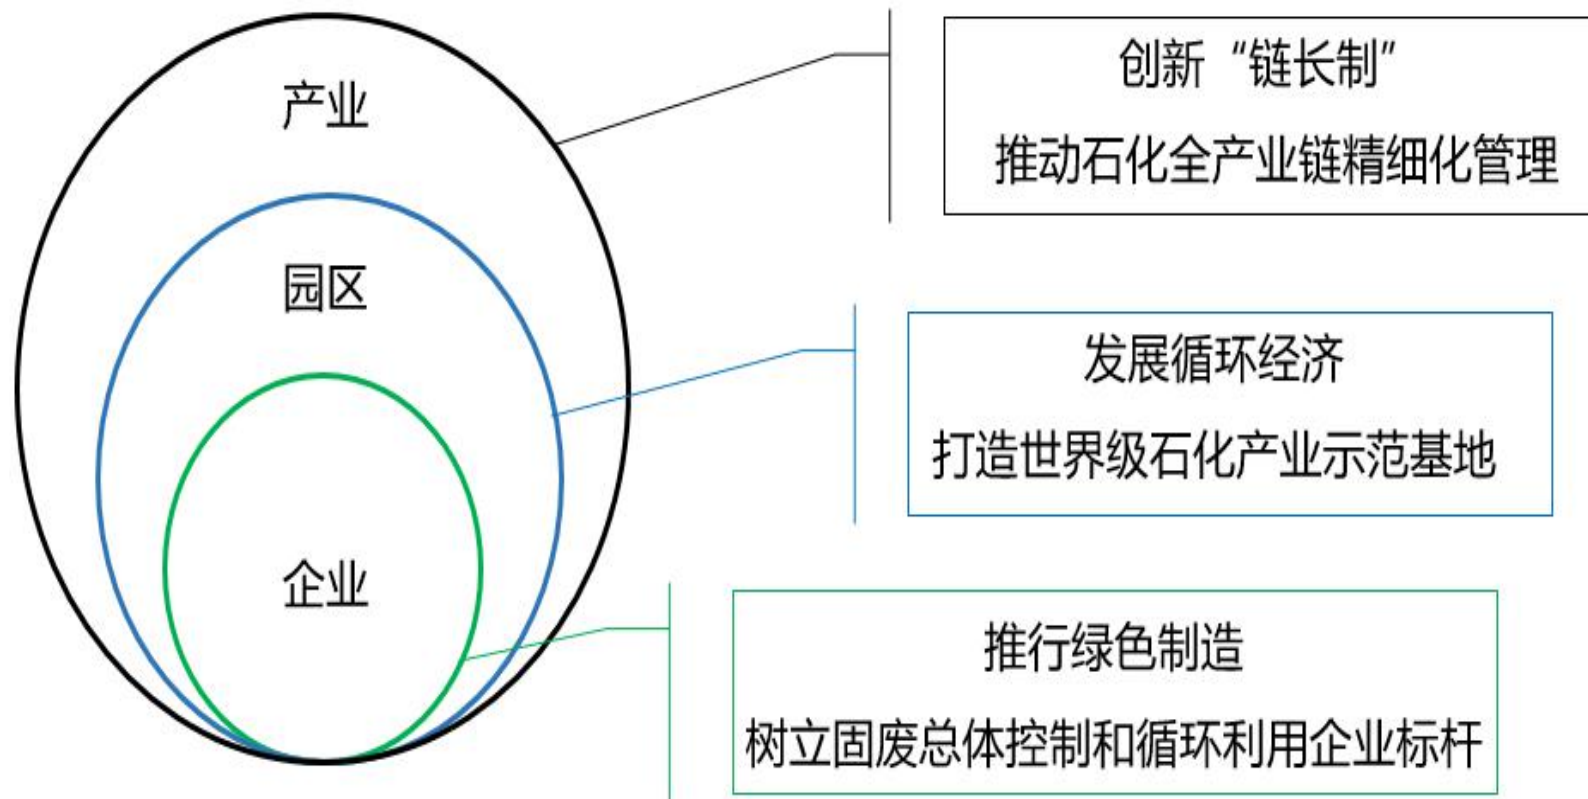 产业
创新“链长制”
推动石化全产业链精细化管理
园区
发展循环经济
打造世界级石化产业示范基地
企业
推行绿色制造
树立固废总体控制和循环利用企业标杆